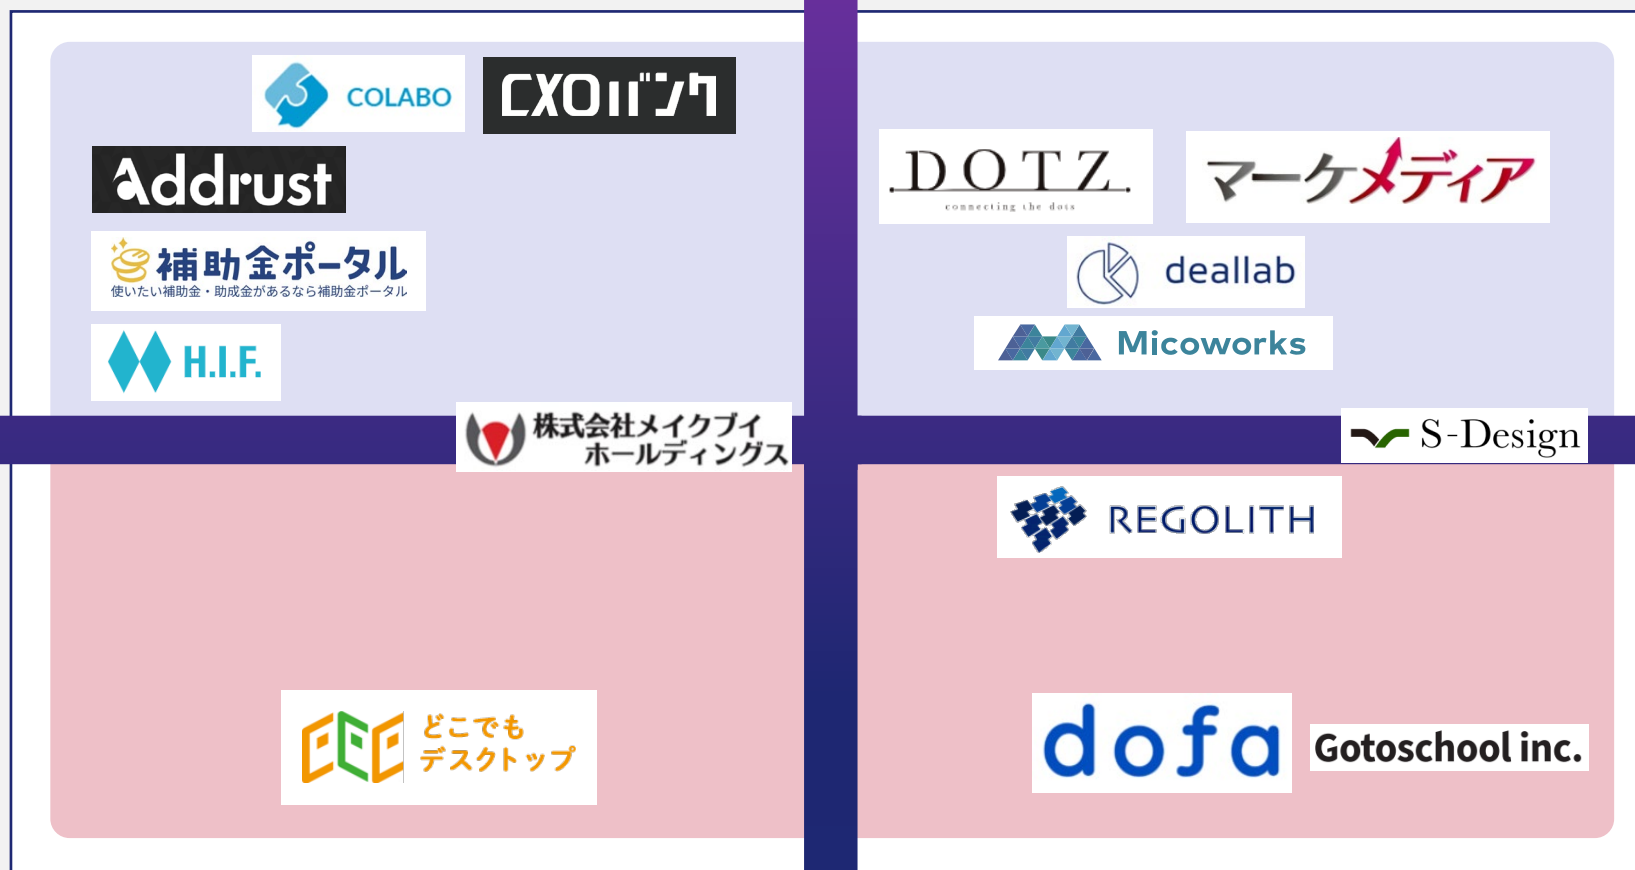 COLABO
CXOバンク
Addrust
補助金ポータル
使いたい補助金・助成金があるなら補助金ポータル
H.I.F.
株式会社メイクブイ
ホールディングス
どこでも
デスクトップ
DOTZ
connecting the dots
マーケメディア
deallab
Micoworks
S-Design
REGOLITH
dofa
Gotoschool inc.